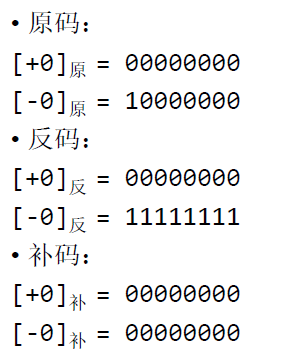 • 原码：
[+0]原 = 00000000
[-0]原 = 10000000
• 反码：
[+0]反 = 00000000
[-0]反 = 11111111
• 补码：
[+0]补 = 00000000
[-0]补 = 00000000